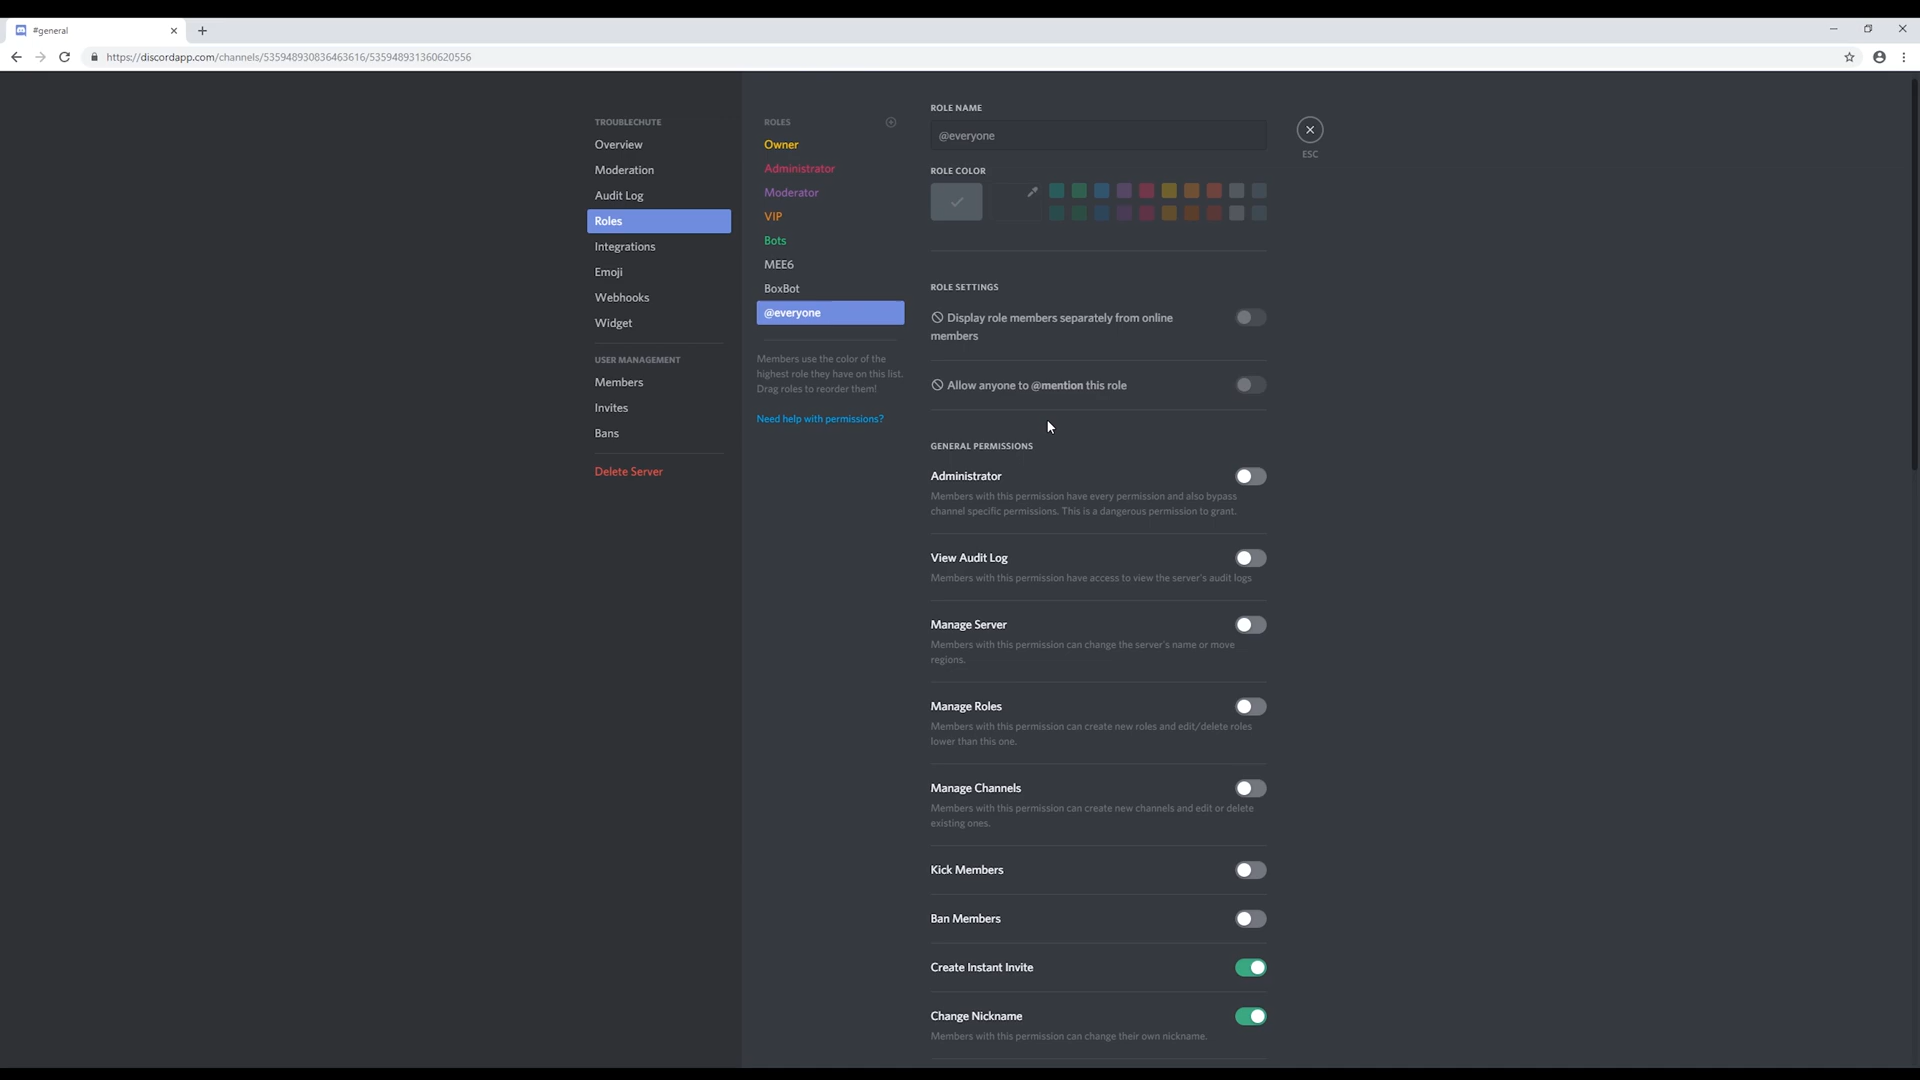 #general
https://discordapp.com/channels/535948930836463616/535948931360620556
TROUBLECHUTE
Overview
Moderation
Audit Log
Roles
Integrations
Emoji
Webhooks
Widget
USER MANAGEMENT
Members
Invites
Bans
Delete Server
ROLES
Owner
Administrator
Moderator
VIP
Bots
MEE6
BoxBot
@everyone
Members use the color of the
highest role they have on this list.
Drag roles to reorder them!
Need help with permissions?
ROLE NAME
@everyone
ROLE COLOR
ROLE SETTINGS
Display role members separately from online
members
Allow anyone to @mention this role
GENERAL PERMISSIONS
Administrator
Members with this permission have every permission and also bypass
channel specific permissions. This is a dangerous permission to grant.
View Audit Log
Members with this permission have access to view the server's audit logs
Manage Server
Members with this permission can change the server's name or move
regions.
Manage Roles
Members with this permission can create new roles and edit/delete roles
lower than this one.
Manage Channels
Members with this permission can create new channels and edit or delete
existing ones.
Kick Members
Ban Members
Create Instant Invite
Change Nickname
Members with this permission can change their own nickname.
ESC